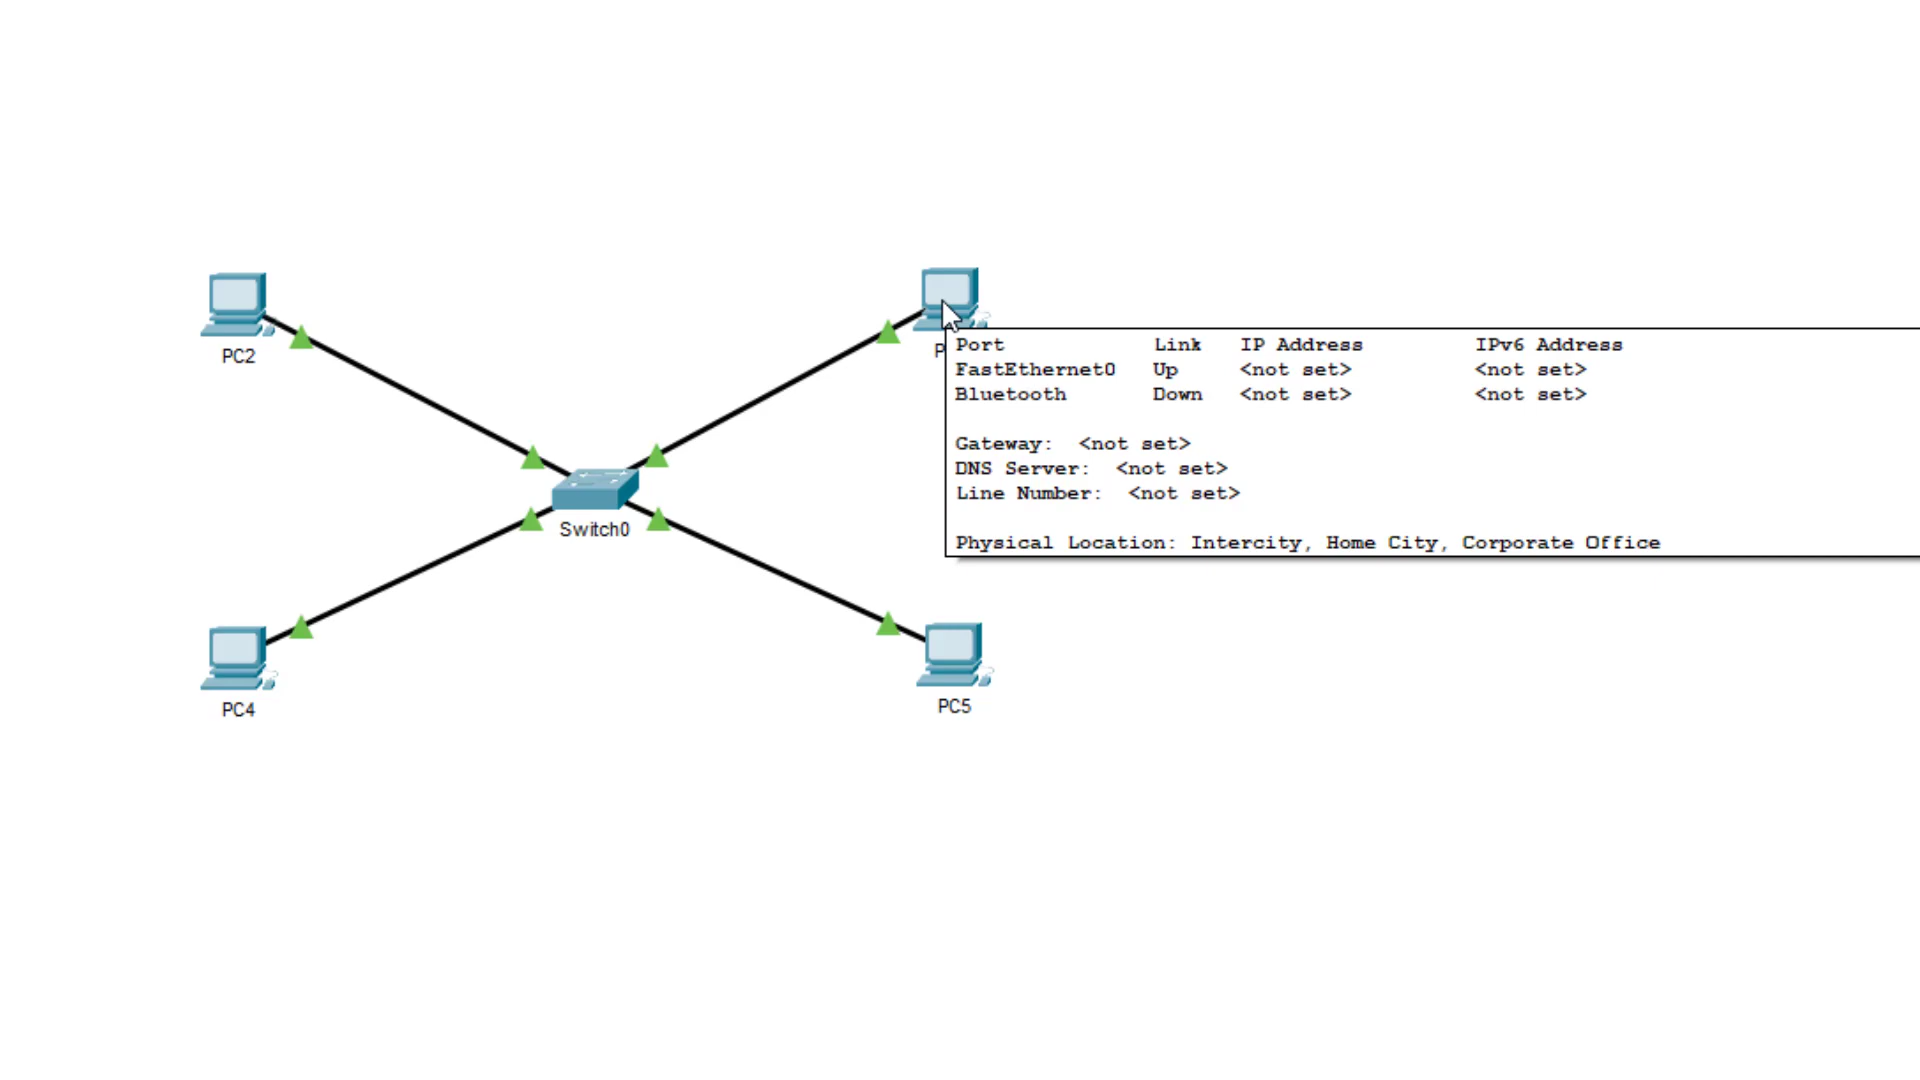 PC2
P
Port Link IP Address IPv6 Address
FastEthernet0 Up <not set> <not set>
Bluetooth Down <not set> <not set>
Gateway: <not set>
DNS Server: <not set>
Line Number: <not set>
Physical Location: Intercity, Home City, Corporate Office
Switch0
PC4
PC5